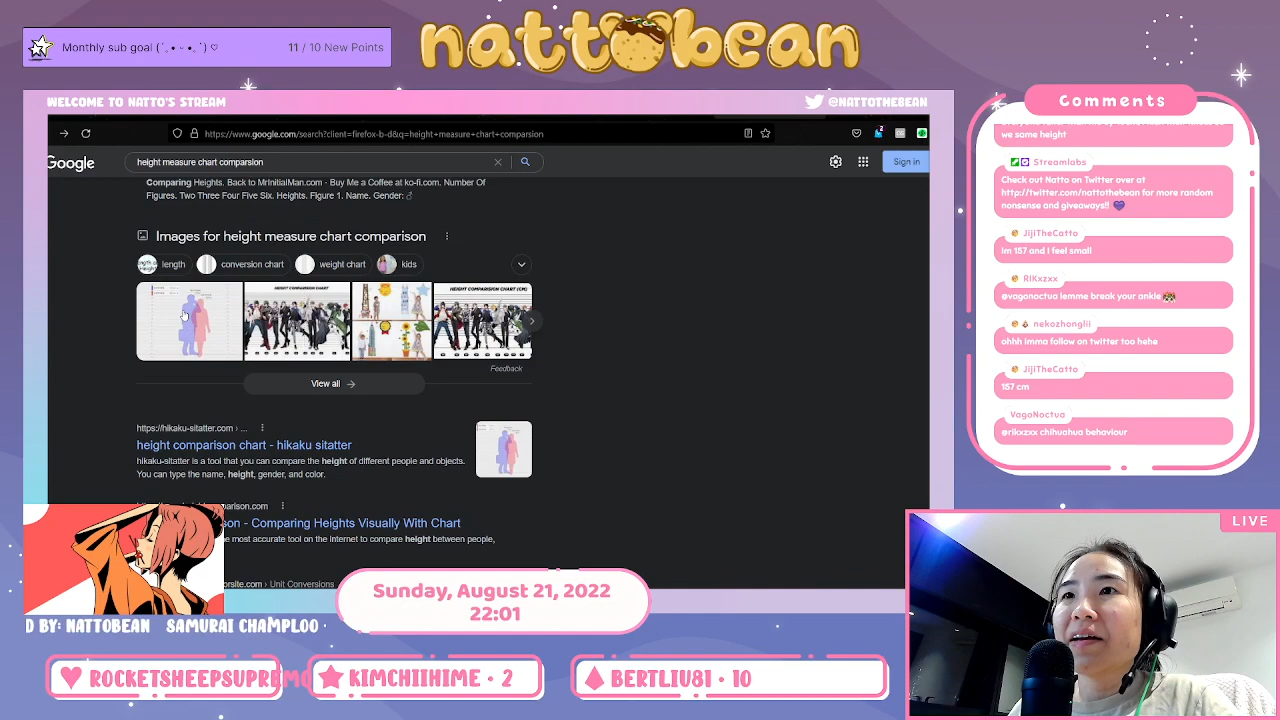 Monthly sub goal (´.• ᵕ •.`) ♡ 11 / 10 New Points
nattobean
WELCOME TO NATTO'S STREAM
@NATTOTHEBEAN
https://www.google.com/search?client=firefox-b-d&q=height+measure+chart+comparsion
Google
height measure chart comparsion
Sign in
Comparing Heights. Back to MrInitialMan.com - Buy Me a Coffee at ko-fi.com. Number Of
Figures. Two Three Four Five Six. Heights. Figure 1. Name. Gender: ♂
Images for height measure chart comparison
length
conversion chart
weight chart
kids
HEIGHT COMPARISION CHART
HEIGHT COMPARISION CHART (CM)
Feedback
View all
https://hikaku-sitatter.com › ...
height comparison chart - hikaku sitatter
hikaku-sitatter is a tool that you can compare the height of different people and objects.
You can type the name, height, gender, and color.
son - Comparing Heights Visually With Chart
e most accurate tool on the internet to compare height between people,
› Unit Conversions
D BY: NATTOBEAN SAMURAI CHAMPLOO ·
Sunday, August 21, 2022
22:01
ROCKETSHEEPSUPREMO
KIMCHIIHIME · 2
BERTLIU81 · 10
Comments
we same height
Streamlabs
Check out Natto on Twitter over at
http://twitter.com/nattothebean for more random
nonsense and giveaways!! 💜
JijiTheCatto
Im 157 and I feel small
RIKxzxx
@vagonoctua lemme break your ankle
nekozhonglii
ohhh imma follow on twitter too hehe
JijiTheCatto
157 cm
VagoNoctua
@rikxzxx chihuahua behaviour
LIVE